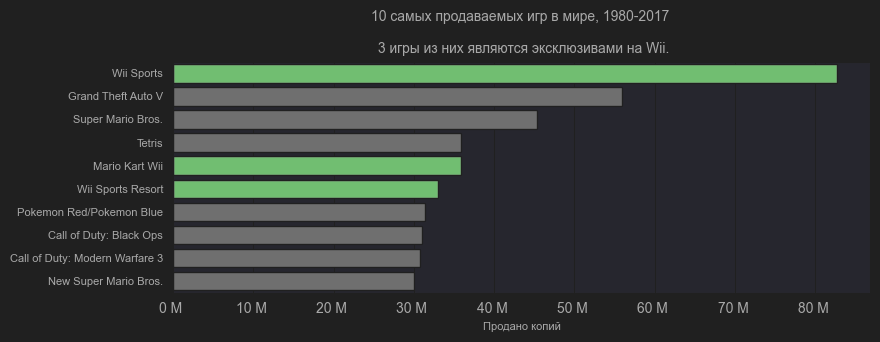 10 самых продаваемых игр в мире, 1980-2017
3 игры из них являются эксклюзивами на Wii.
Wii Sports
Grand Theft Auto V
Super Mario Bros.
Tetris
Mario Kart Wii
Wii Sports Resort
Pokemon Red/Pokemon Blue
Call of Duty: Black Ops
Call of Duty: Modern Warfare 3
New Super Mario Bros.
0 M 10 M 20 M 30 M 40 M 50 M 60 M 70 M 80 M
Продано копий